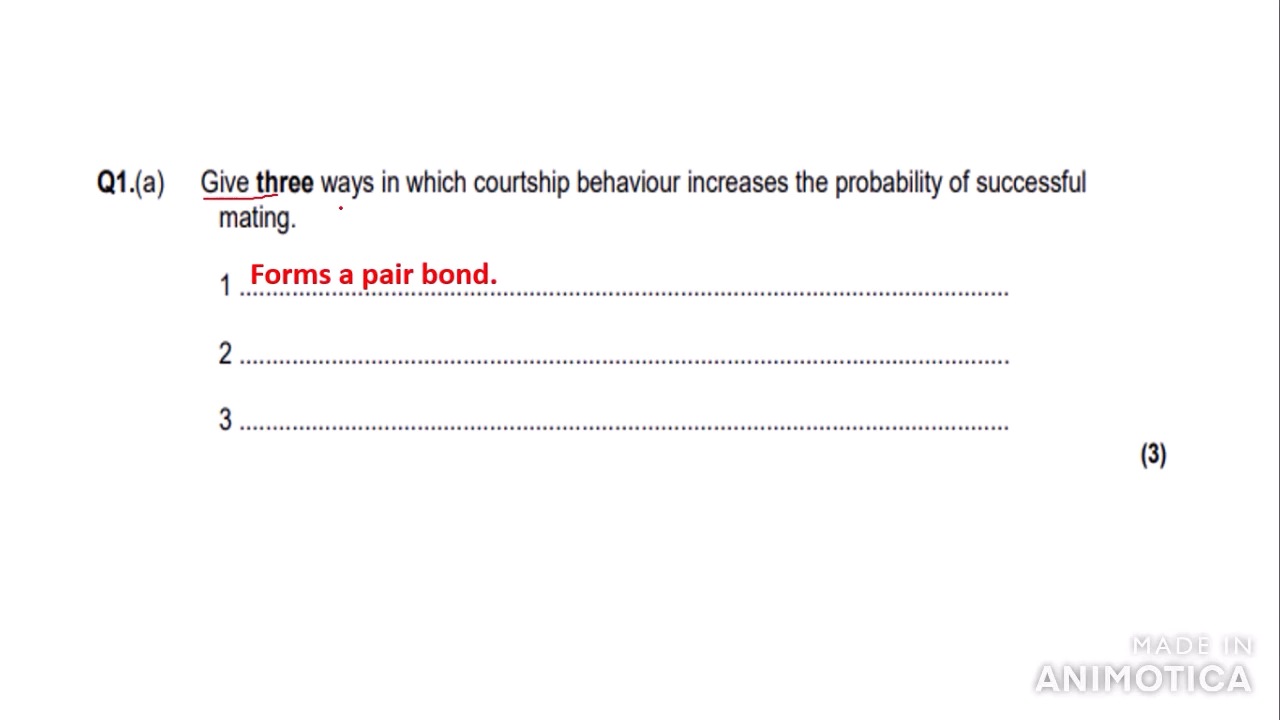 Q1.(a) Give three ways in which courtship behaviour increases the probability of successful
mating.
1 Forms a pair bond.
2
3
(3)
MADE IN
ANIMOTICA